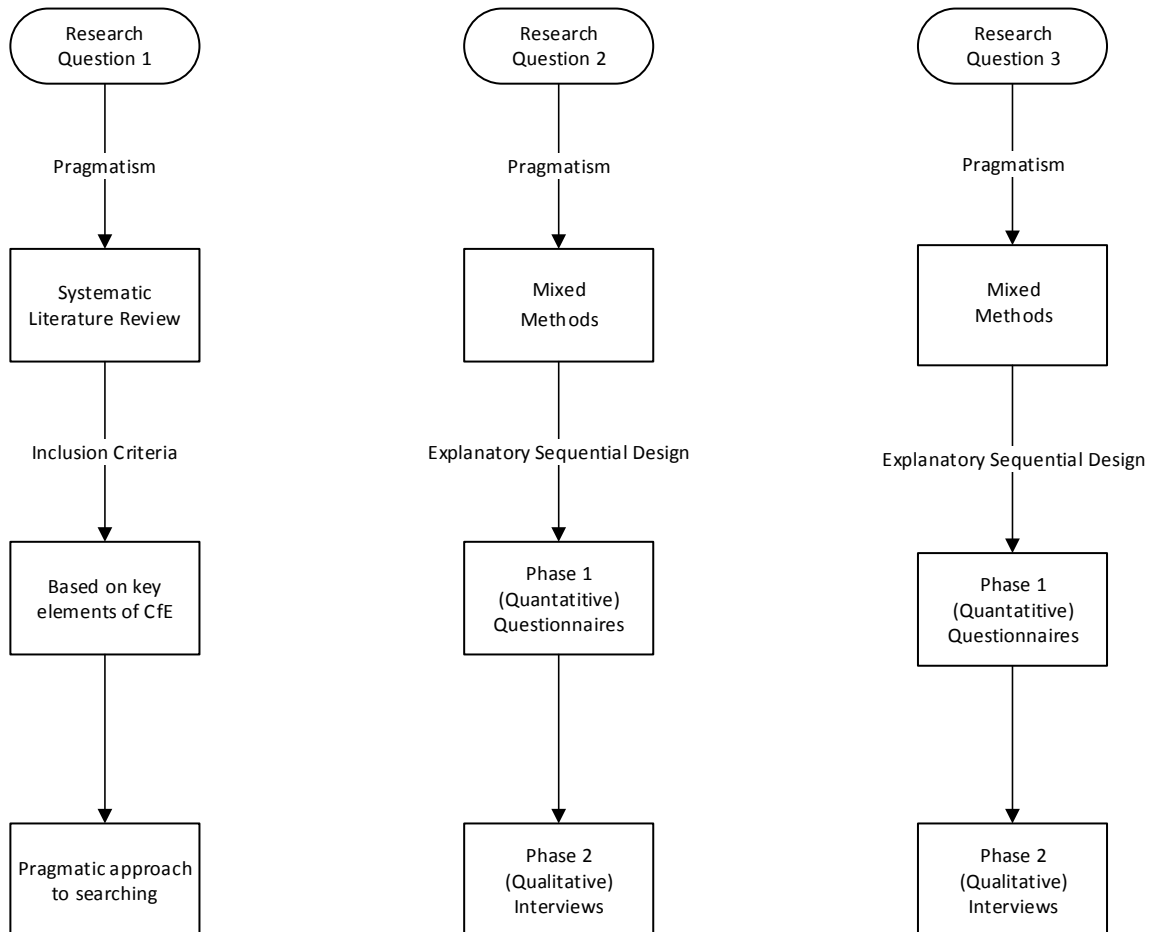 Research
Question 1
Pragmatism
Systematic
Literature Review
Inclusion Criteria
Based on key
elements of CfE
Pragmatic approach
to searching
Research
Question 2
Pragmatism
Mixed
Methods
Explanatory Sequential Design
Phase 1
(Quantatitive)
Questionnaires
Phase 2
(Qualitative)
Interviews
Research
Question 3
Pragmatism
Mixed
Methods
Explanatory Sequential Design
Phase 1
(Quantatitive)
Questionnaires
Phase 2
(Qualitative)
Interviews